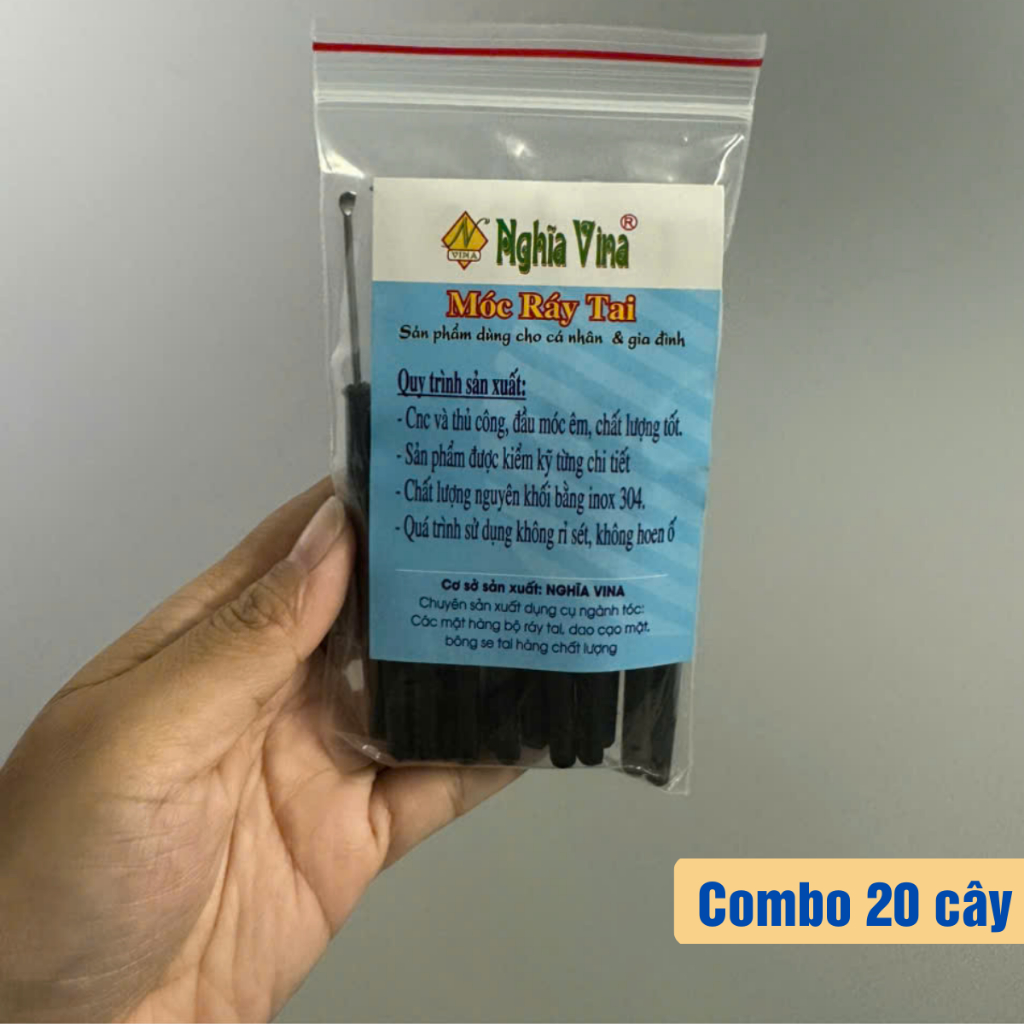 N
VINA
Nghĩa Vina ®
Móc Ráy Tai
Sản phẩm dùng cho cá nhân & gia đình
Quy trình sản xuất:
- Cnc và thủ công, đầu móc êm, chất lượng tốt.
- Sản phẩm được kiểm kỹ từng chi tiết
- Chất lượng nguyên khối bằng inox 304.
- Quá trình sử dụng không rỉ sét, không hoen ố
Cơ sở sản xuất: NGHĨA VINA
Chuyên sản xuất dụng cụ ngành tóc:
Các mặt hàng bộ ráy tai, dao cạo mặt,
bông se tai hàng chất lượng
Combo 20 cây